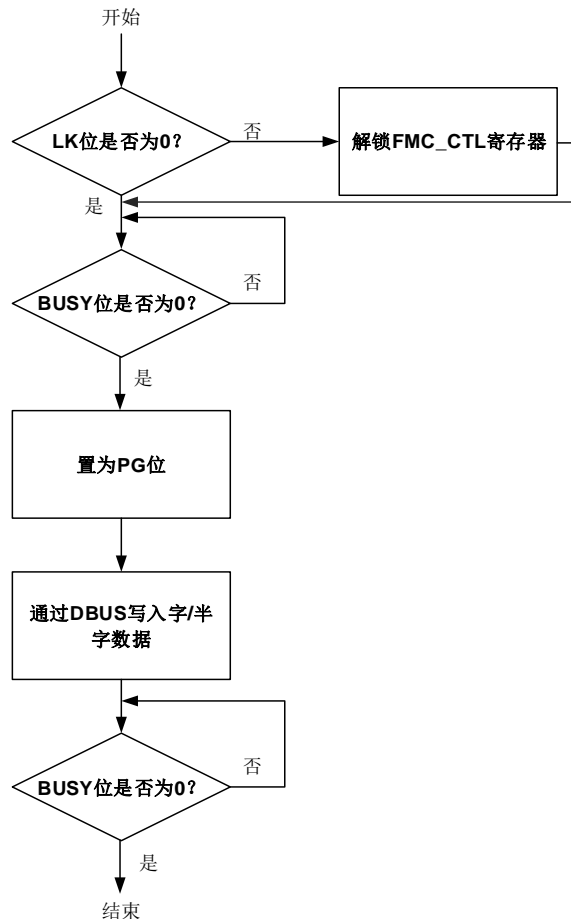 开始
LK位是否为0?
否
解锁FMC_CTL寄存器
是
否
BUSY位是否为0?
是
置为PG位
通过DBUS写入字/半
字数据
否
BUSY位是否为0?
是
结束